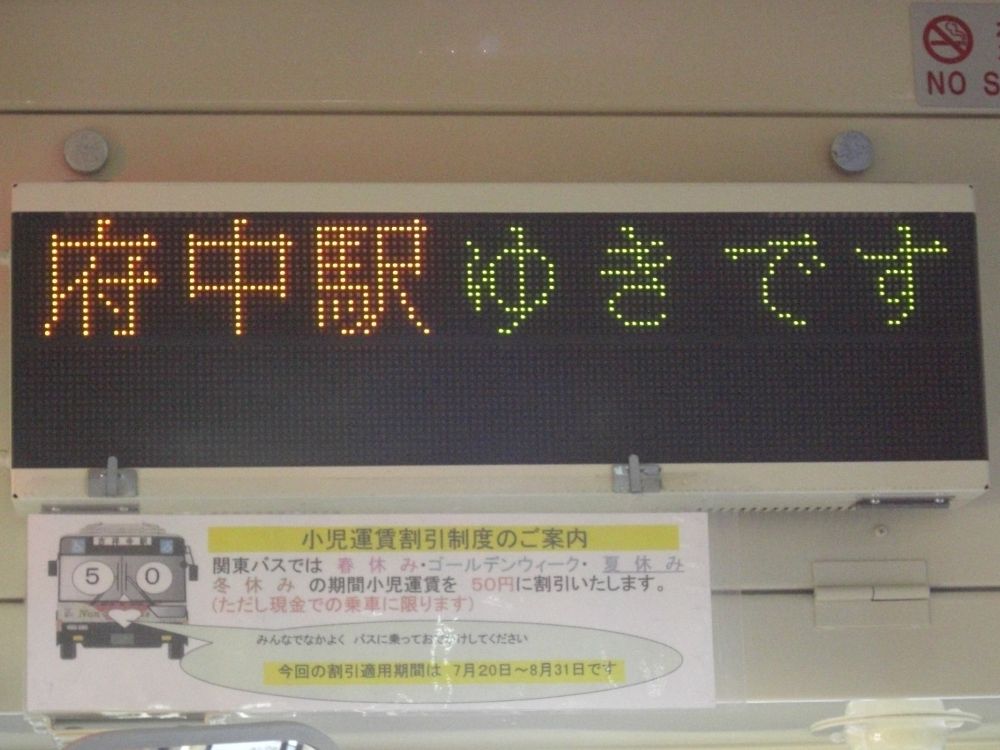 NO S
府中駅ゆきです
小児運賃割引制度のご案内
関東バスでは 春休み・ゴールデンウィーク・ 夏休み
冬休み の期間小児運賃を 50円に割引いたします。
(ただし現金での乗車に限ります)
5 0
みんなでなかよく バスに乗っておでかけしてください
今回の割引適用期間は 7月20日～8月31日です